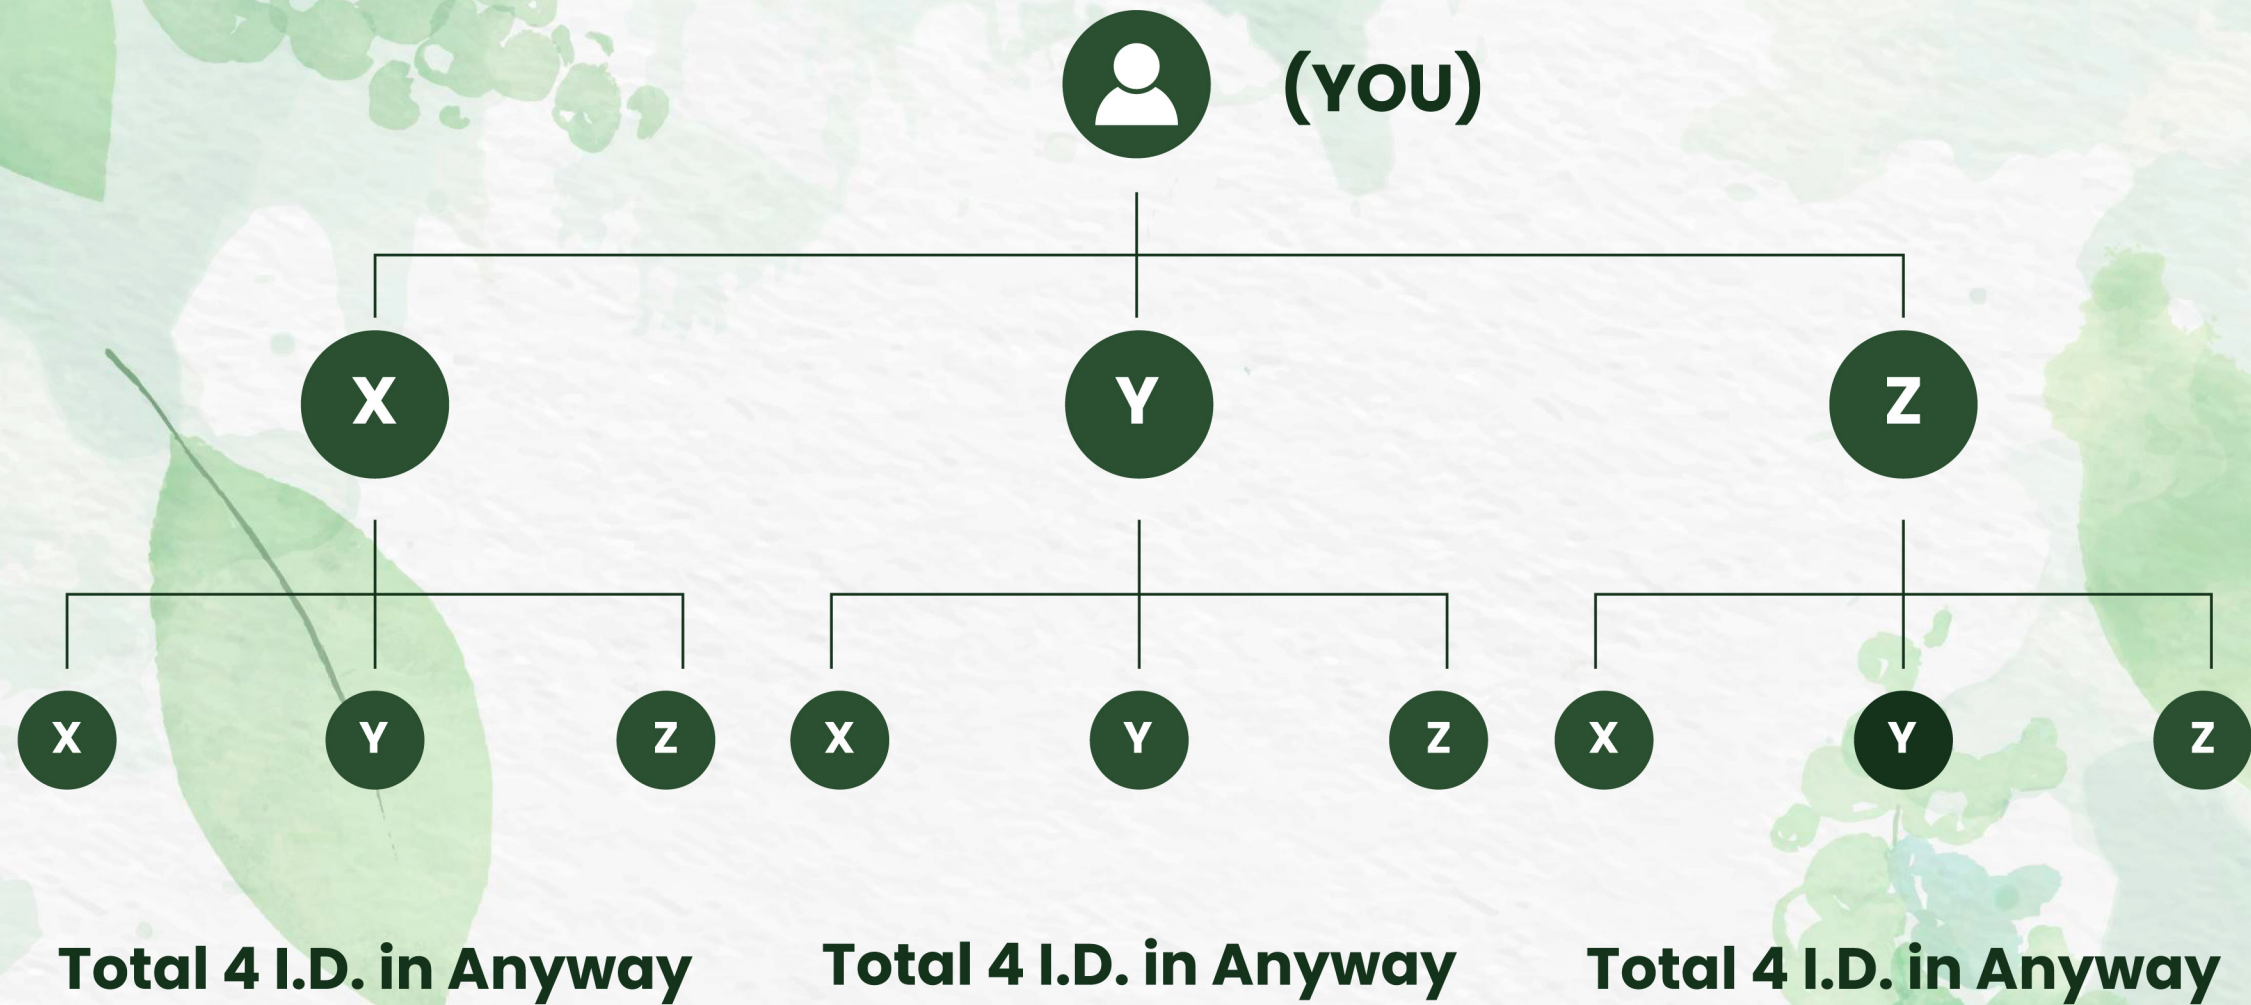 (YOU)
X Y Z
X Y Z X Y Z X Y Z
Total 4 I.D. in Anyway Total 4 I.D. in Anyway Total 4 I.D. in Anyway